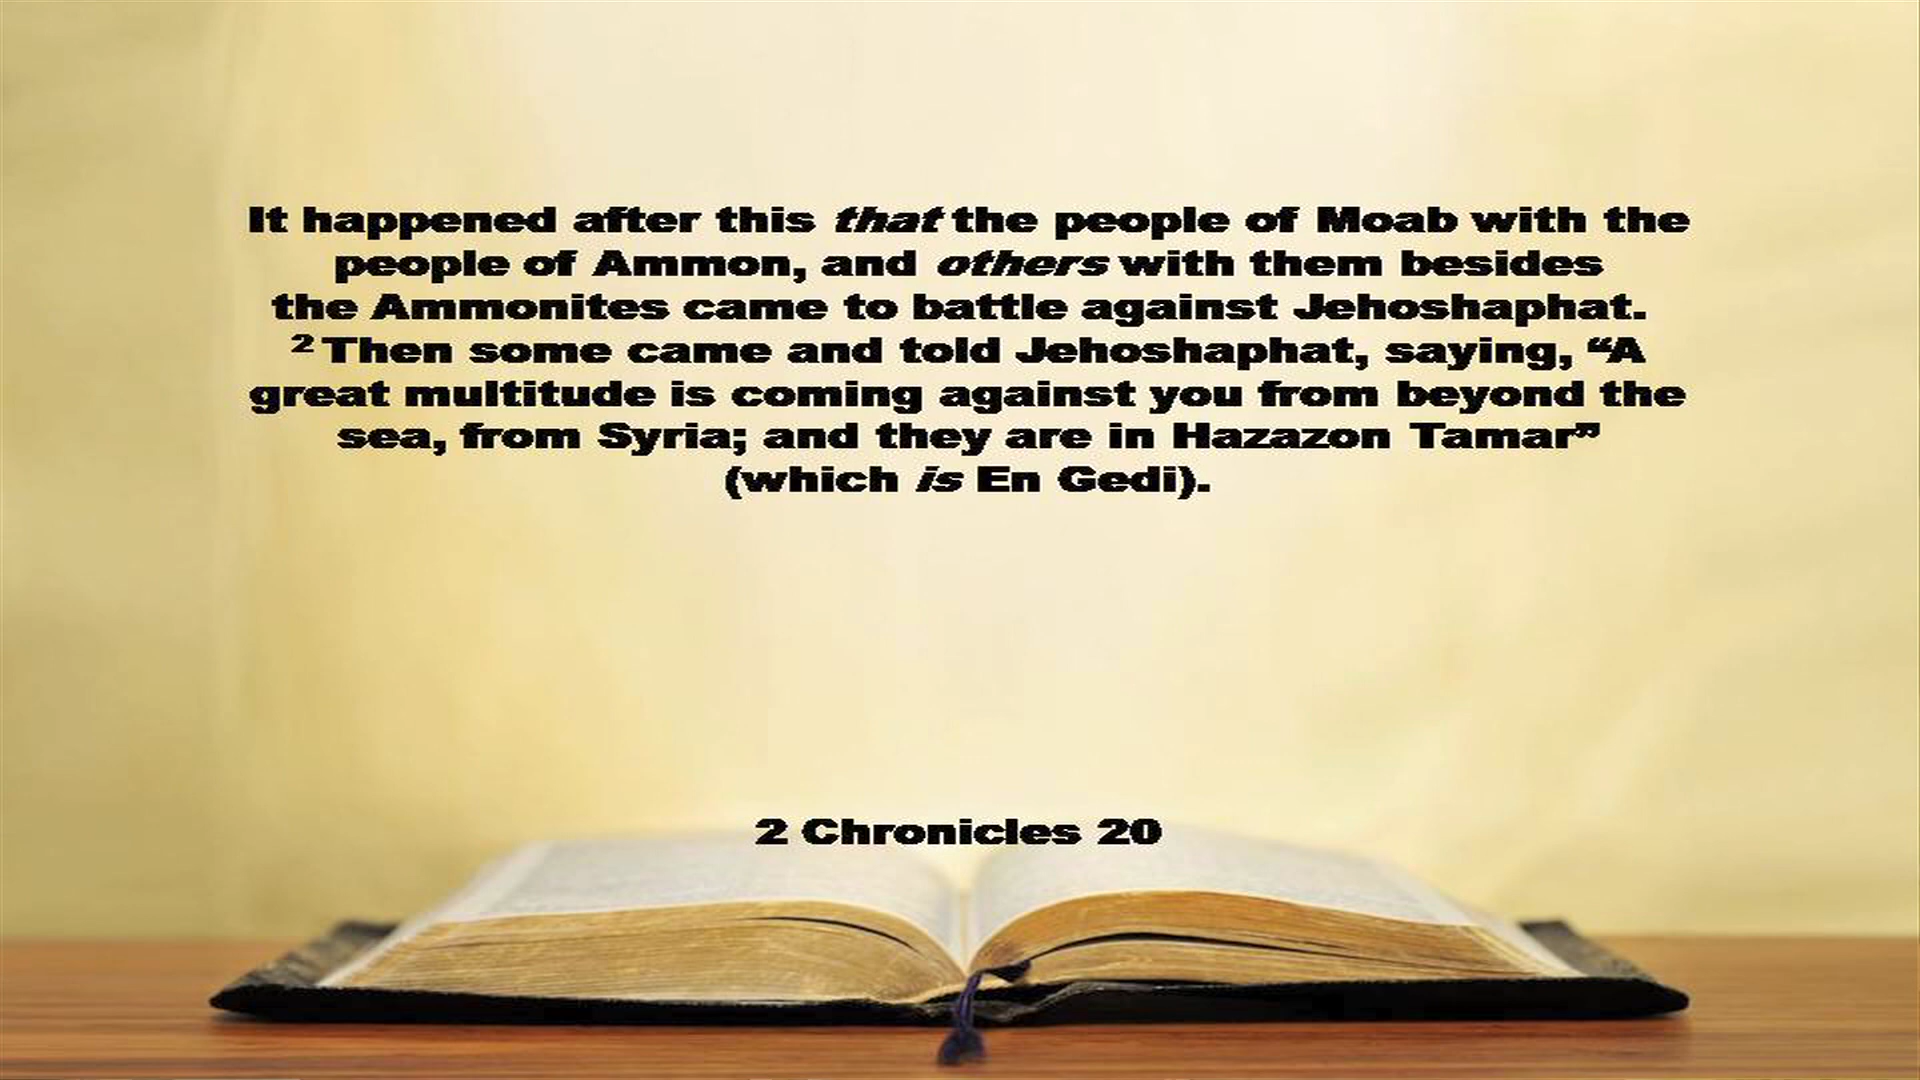 It happened after this that the people of Moab with the
people of Ammon, and others with them besides
the Ammonites came to battle against Jehoshaphat.
2 Then some came and told Jehoshaphat, saying, “A
great multitude is coming against you from beyond the
sea, from Syria; and they are in Hazazon Tamar”
(which is En Gedi).
2 Chronicles 20